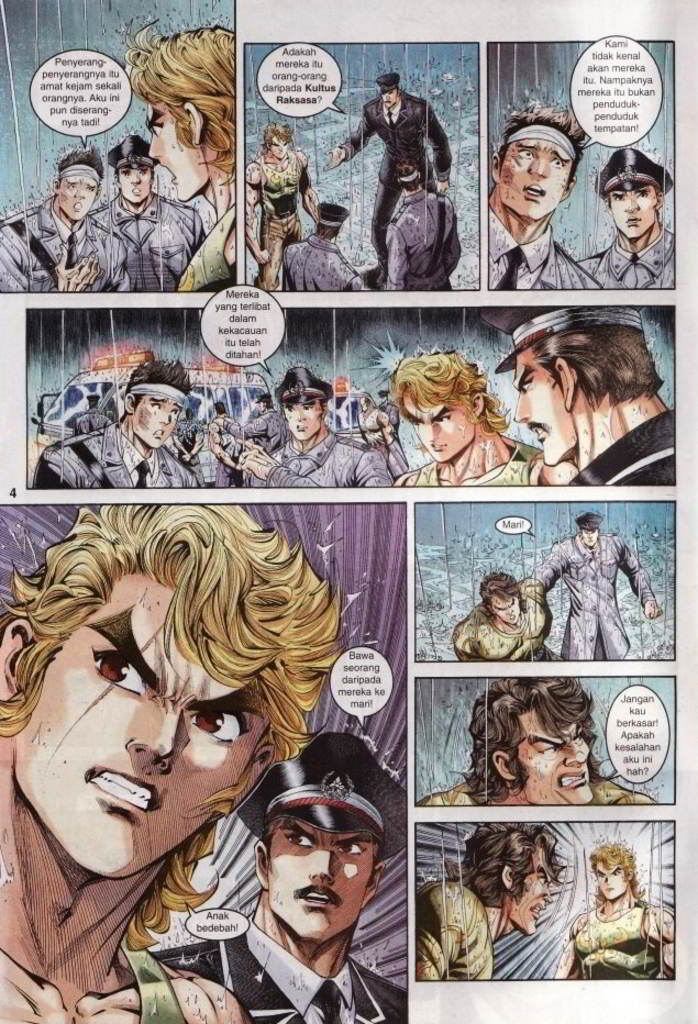 Penyerang-
penyerangnya itu
amat kejam sekali
orangnya. Aku ini
pun diserang-
nya tadi!
Adakah
mereka itu
orang-orang
daripada Kultus
Raksasa?
Kami
tidak kenal
akan mereka
itu. Nampaknya
mereka itu bukan
penduduk-
penduduk
tempatan!
Mereka
yang terlibat
dalam
kekacauan
itu telah
ditahan!
4
Bawa
seorang
daripada
mereka ke
mari!
Anak
bedebah!
Mari!
Jangan
kau
berkasar!
Apakah
kesalahan
aku ini
hah?